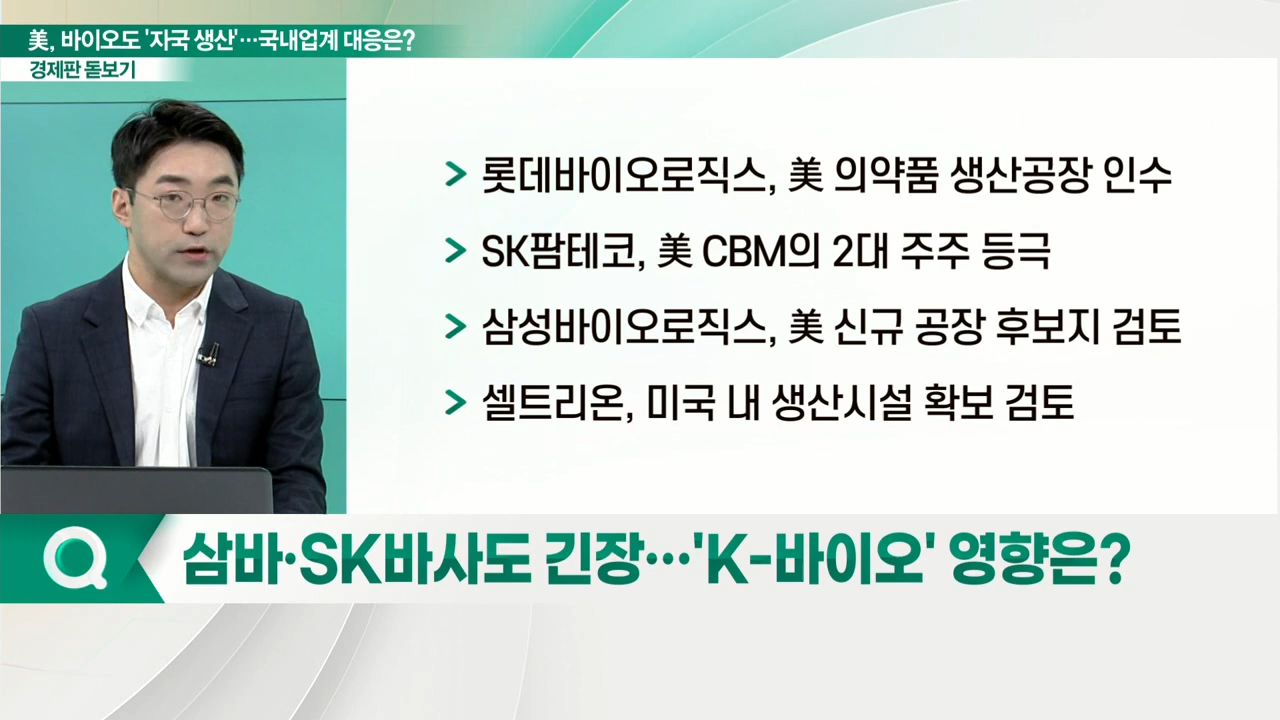 美, 바이오도 '자국 생산'…국내업계 대응은?
경제판 돋보기
> 롯데바이오로직스, 美 의약품 생산공장 인수
> SK팜테코, 美 CBM의 2대 주주 등극
> 삼성바이오로직스, 美 신규 공장 후보지 검토
> 셀트리온, 미국 내 생산시설 확보 검토
Q 삼바·SK바사도 긴장…'K-바이오' 영향은?